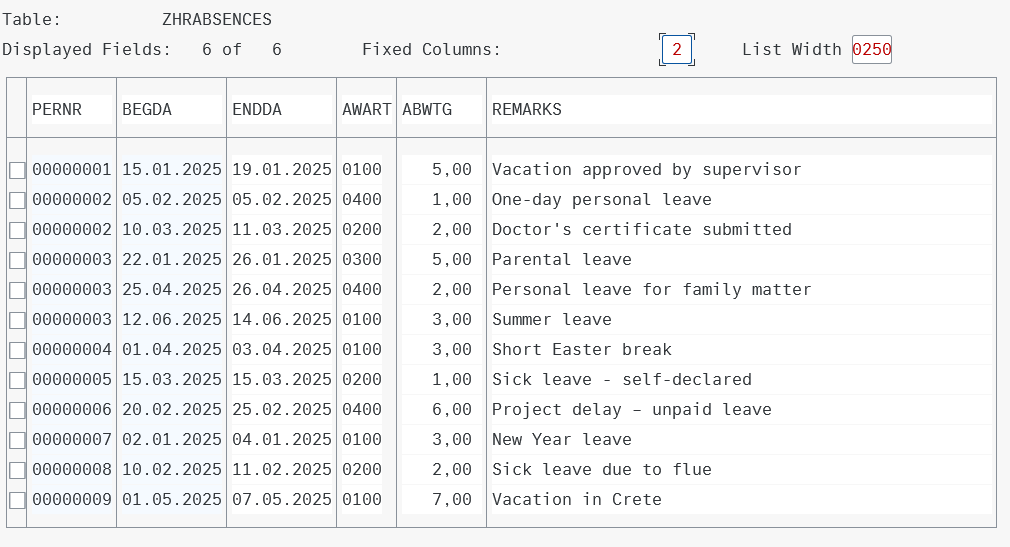 Table: ZHRABSENCES
Displayed Fields: 6 of 6 Fixed Columns: 2 List Width 0250
PERNR BEGDA ENDDA AWART ABWTG REMARKS
00000001 15.01.2025 19.01.2025 0100 5,00 Vacation approved by supervisor
00000002 05.02.2025 05.02.2025 0400 1,00 One-day personal leave
00000002 10.03.2025 11.03.2025 0200 2,00 Doctor's certificate submitted
00000003 22.01.2025 26.01.2025 0300 5,00 Parental leave
00000003 25.04.2025 26.04.2025 0400 2,00 Personal leave for family matter
00000003 12.06.2025 14.06.2025 0100 3,00 Summer leave
00000004 01.04.2025 03.04.2025 0100 3,00 Short Easter break
00000005 15.03.2025 15.03.2025 0200 1,00 Sick leave - self-declared
00000006 20.02.2025 25.02.2025 0400 6,00 Project delay – unpaid leave
00000007 02.01.2025 04.01.2025 0100 3,00 New Year leave
00000008 10.02.2025 11.02.2025 0200 2,00 Sick leave due to flue
00000009 01.05.2025 07.05.2025 0100 7,00 Vacation in Crete